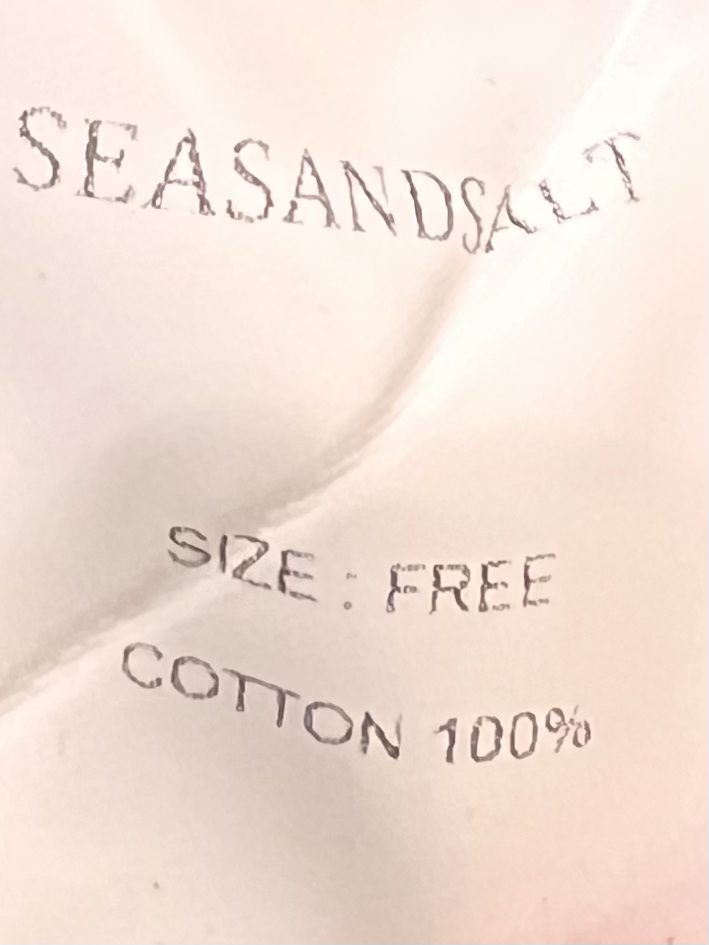 SEASANDSALT
SIZE : FREE
COTTON 100%